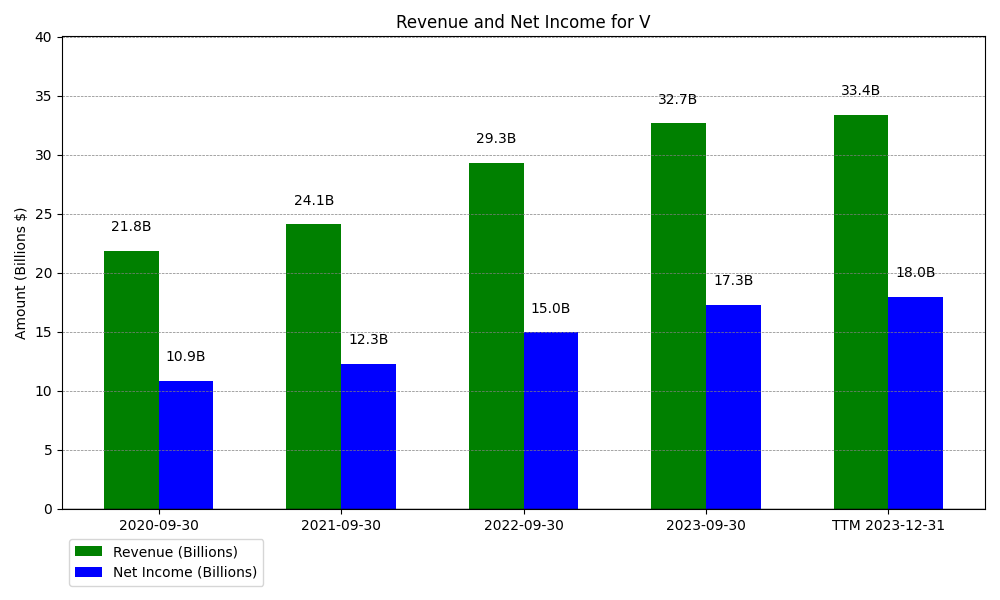 Revenue and Net Income for V
Amount (Billions $)
40
35
30
25
20
15
10
5
0
21.8B
10.9B
24.1B
12.3B
29.3B
15.0B
32.7B
17.3B
33.4B
18.0B
2020-09-30
2021-09-30
2022-09-30
2023-09-30
TTM 2023-12-31
Revenue (Billions)
Net Income (Billions)